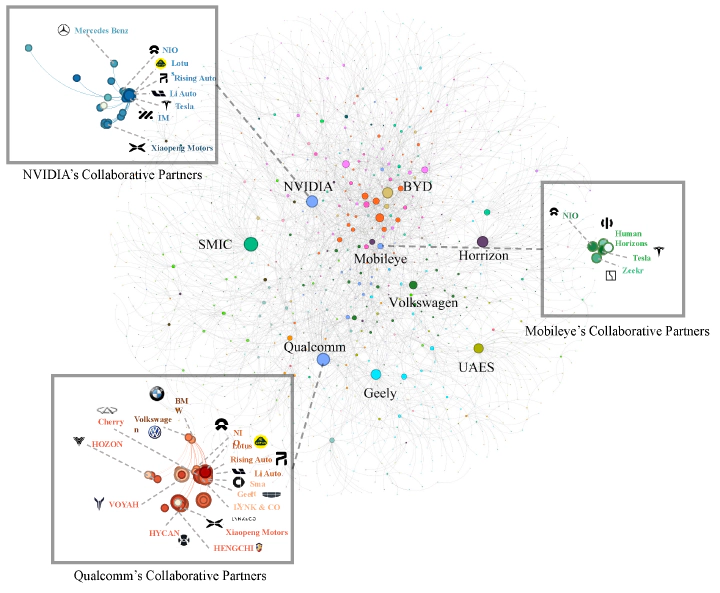 Mercedes Benz
NIO
Lotu
s
Rising Auto
Li Auto
Tesla
IM
Xiaopeng Motors
NVIDIA's Collaborative Partners
NVIDIA
BYD
SMIC
Mobileye
Horrizon
Volkswagen
Qualcomm
UAES
Geely
NIO
Human
Horizons
Tesla
Zeekr
Mobileye's Collaborative Partners
BM
W
Cherry
Volkswage
n
NI
O
Lotus
HOZON
Rising Auto
Li Auto
Sma
LYNK & CO
VOYAH
LYNK&CO
HYCAN
Xiaopeng Motors
HENGCHI
Qualcomm's Collaborative Partners